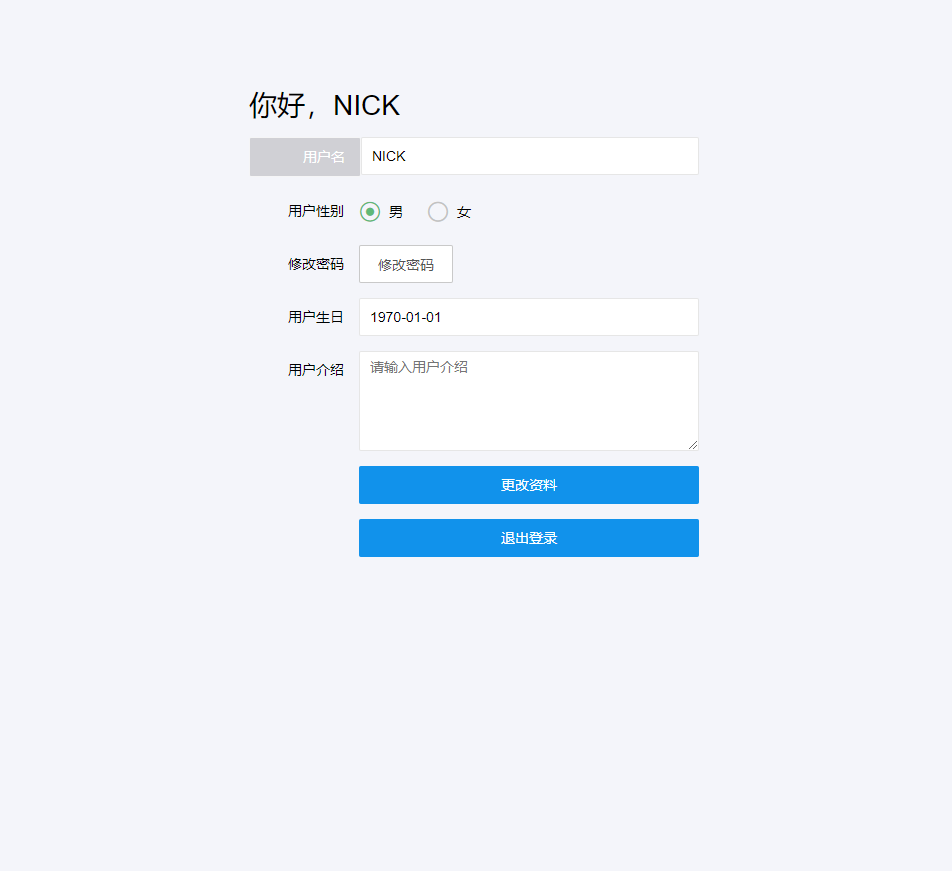 你好，NICK
用户名 NICK
用户性别 男 女
修改密码 修改密码
用户生日 1970-01-01
用户介绍 请输入用户介绍
更改资料
退出登录